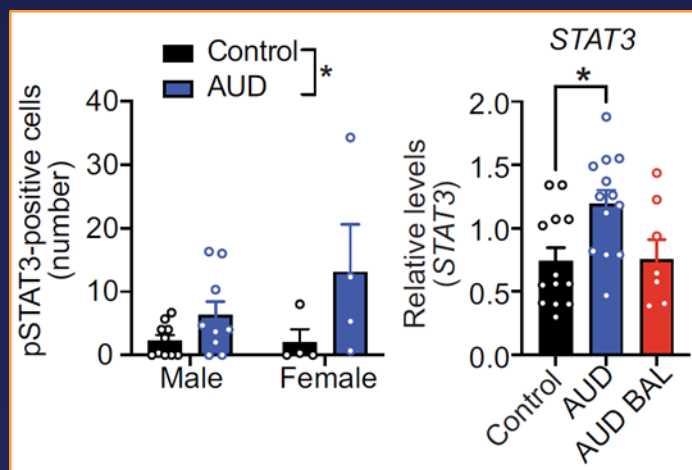 Control
AUD
*
pSTAT3-positive cells
(number)
40
30
20
10
0
Male
Female
STAT3
*
Relative levels
(STAT3)
2.0
1.5
1.0
0.5
0.0
Control
AUD
AUD BAL